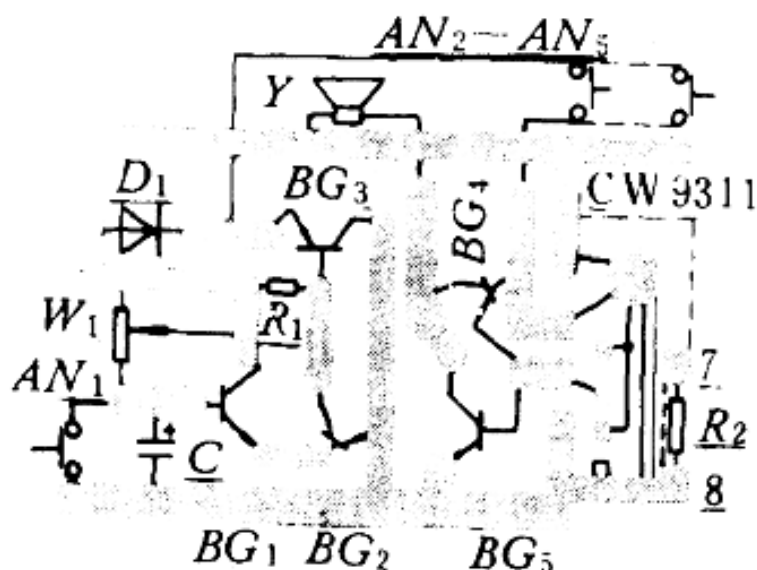 AN₂—AN₅
Y
D₁
BG₃
BG₄
CW9311
W₁
R₁
AN₁
7
C
R₂
8
BG₁
BG₂
BG₅